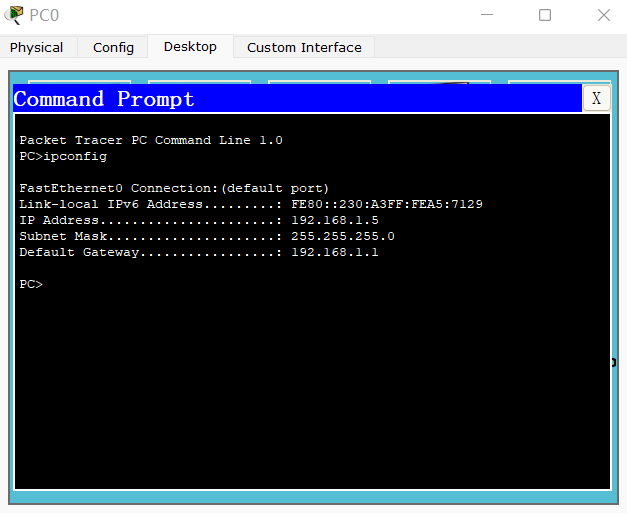 PC0
Physical Config Desktop Custom Interface
Command Prompt X
Packet Tracer PC Command Line 1.0
PC>ipconfig
FastEthernet0 Connection:(default port)
Link-local IPv6 Address.........: FE80::230:A3FF:FEA5:7129
IP Address......................: 192.168.1.5
Subnet Mask.....................: 255.255.255.0
Default Gateway.................: 192.168.1.1
PC>